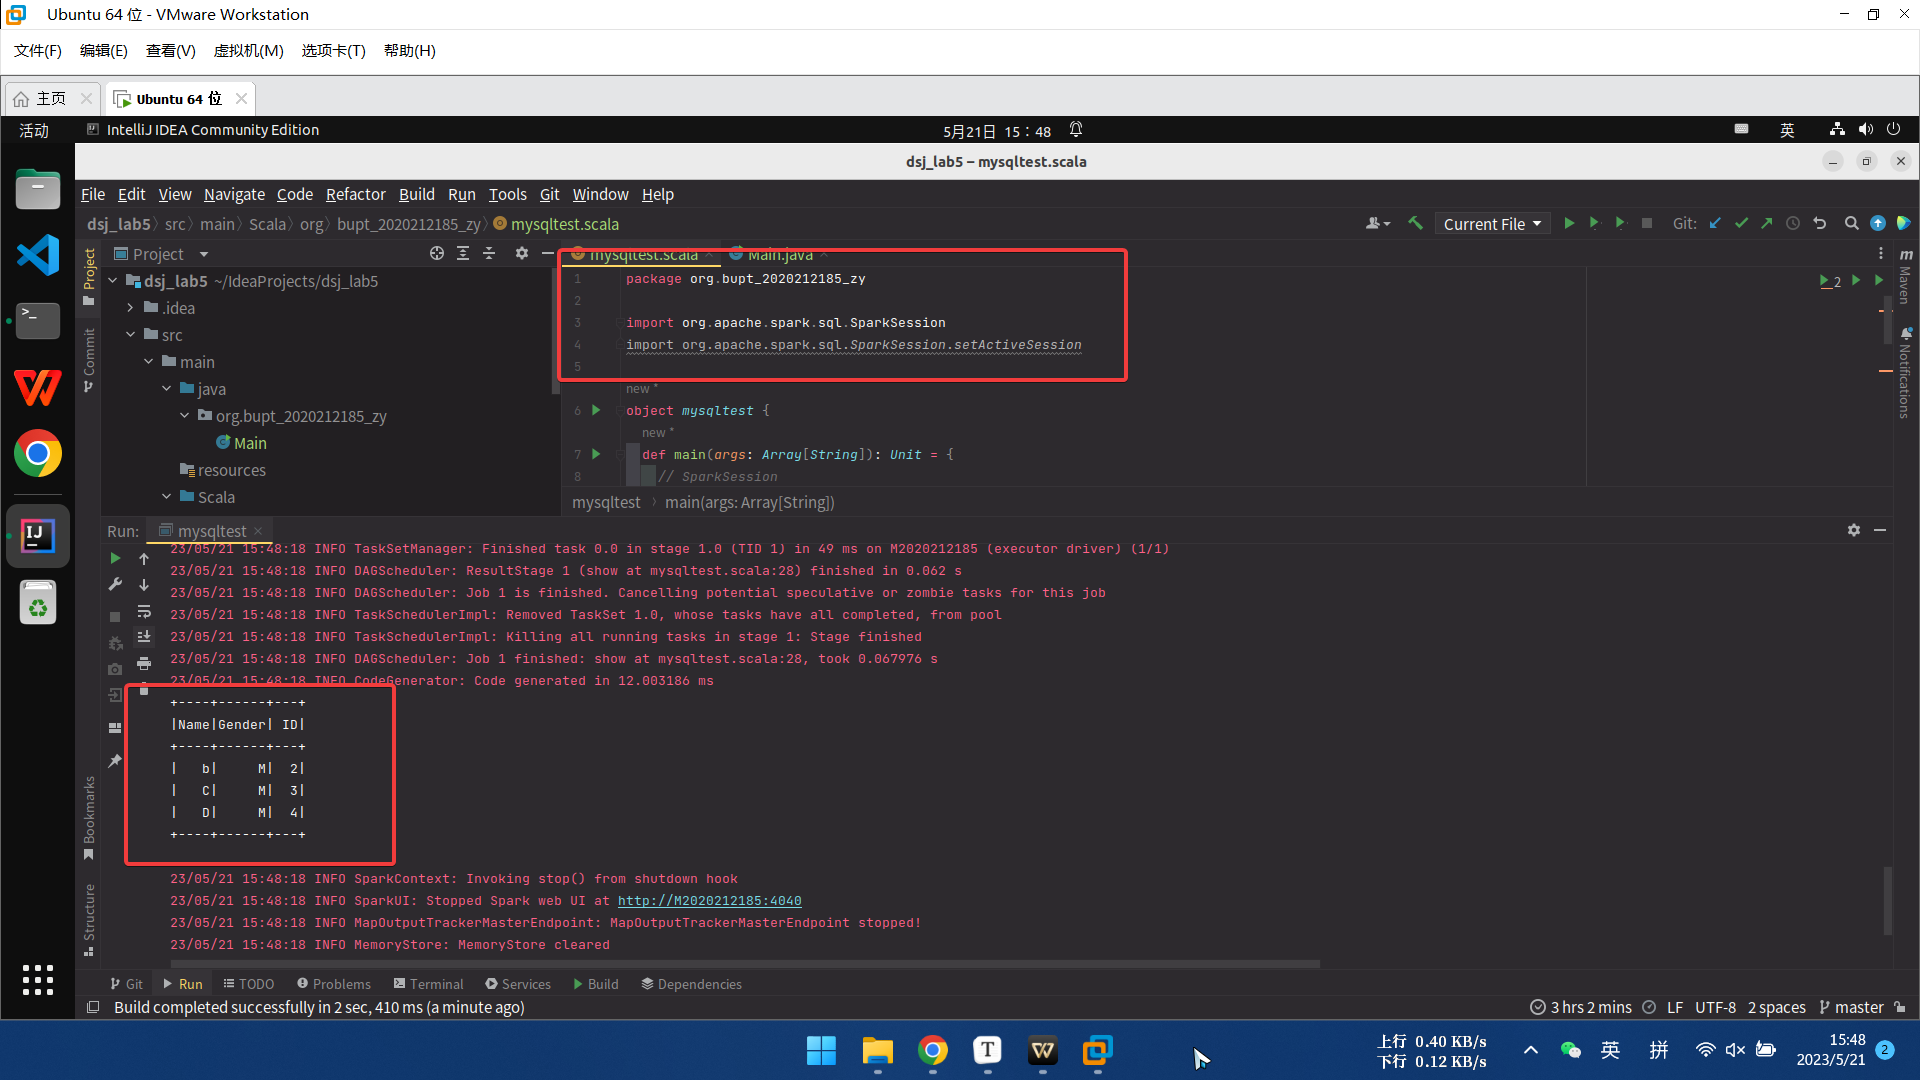 Ubuntu 64 位 - VMware Workstation
文件(F) 编辑(E) 查看(V) 虚拟机(M) 选项卡(T) 帮助(H)
主页 Ubuntu 64 位
活动 IntelliJ IDEA Community Edition 5月21日 15：48 英
dsj_lab5 – mysqltest.scala
File Edit View Navigate Code Refactor Build Run Tools Git Window Help
dsj_lab5 src main Scala org bupt_2020212185_zy mysqltest.scala Current File Git:
Project
mysqltest.scala Main.java
Project
Commit
Bookmarks
Structure
dsj_lab5 ~/IdeaProjects/dsj_lab5
.idea
src
main
java
org.bupt_2020212185_zy
Main
resources
Scala
1 package org.bupt_2020212185_zy
2
3 import org.apache.spark.sql.SparkSession
4 import org.apache.spark.sql.SparkSession.setActiveSession
5
new *
6 object mysqltest {
new *
7 def main(args: Array[String]): Unit = {
8 // SparkSession
2
mysqltest main(args: Array[String])
m Maven
Notifications
Run: mysqltest
23/05/21 15:48:18 INFO TaskSetManager: Finished task 0.0 in stage 1.0 (TID 1) in 49 ms on M2020212185 (executor driver) (1/1)
23/05/21 15:48:18 INFO DAGScheduler: ResultStage 1 (show at mysqltest.scala:28) finished in 0.062 s
23/05/21 15:48:18 INFO DAGScheduler: Job 1 is finished. Cancelling potential speculative or zombie tasks for this job
23/05/21 15:48:18 INFO TaskSchedulerImpl: Removed TaskSet 1.0, whose tasks have all completed, from pool
23/05/21 15:48:18 INFO TaskSchedulerImpl: Killing all running tasks in stage 1: Stage finished
23/05/21 15:48:18 INFO DAGScheduler: Job 1 finished: show at mysqltest.scala:28, took 0.067976 s
23/05/21 15:48:18 INFO CodeGenerator: Code generated in 12.003186 ms
+----+------+---+
|Name|Gender| ID|
+----+------+---+
|   b|     M|  2|
|   C|     M|  3|
|   D|     M|  4|
+----+------+---+
23/05/21 15:48:18 INFO SparkContext: Invoking stop() from shutdown hook
23/05/21 15:48:18 INFO SparkUI: Stopped Spark web UI at http://M2020212185:4040
23/05/21 15:48:18 INFO MapOutputTrackerMasterEndpoint: MapOutputTrackerMasterEndpoint stopped!
23/05/21 15:48:18 INFO MemoryStore: MemoryStore cleared
Git Run TODO Problems Terminal Services Build Dependencies
Build completed successfully in 2 sec, 410 ms (a minute ago) 3 hrs 2 mins LF UTF-8 2 spaces master
上行 0.40 KB/s
下行 0.12 KB/s
英 拼
15:48
2023/5/21
2